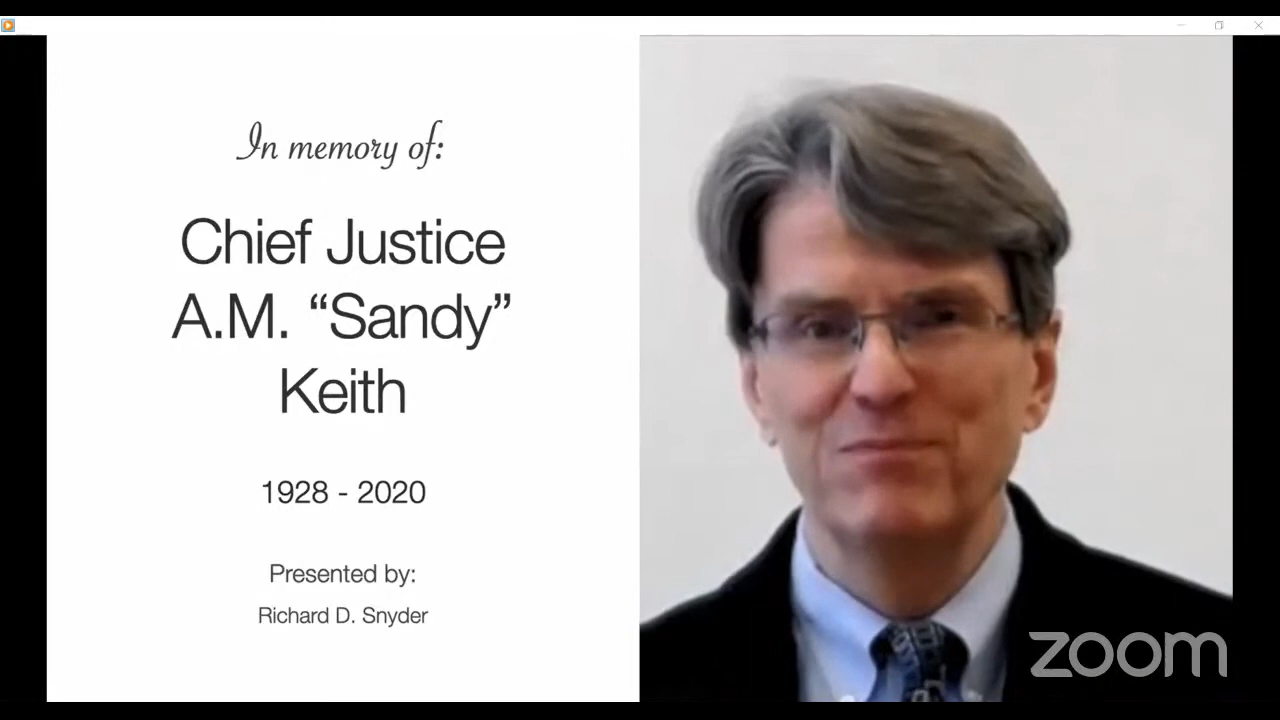 In memory of:
Chief Justice
A.M. “Sandy”
Keith
1928 - 2020
Presented by:
Richard D. Snyder
zoom